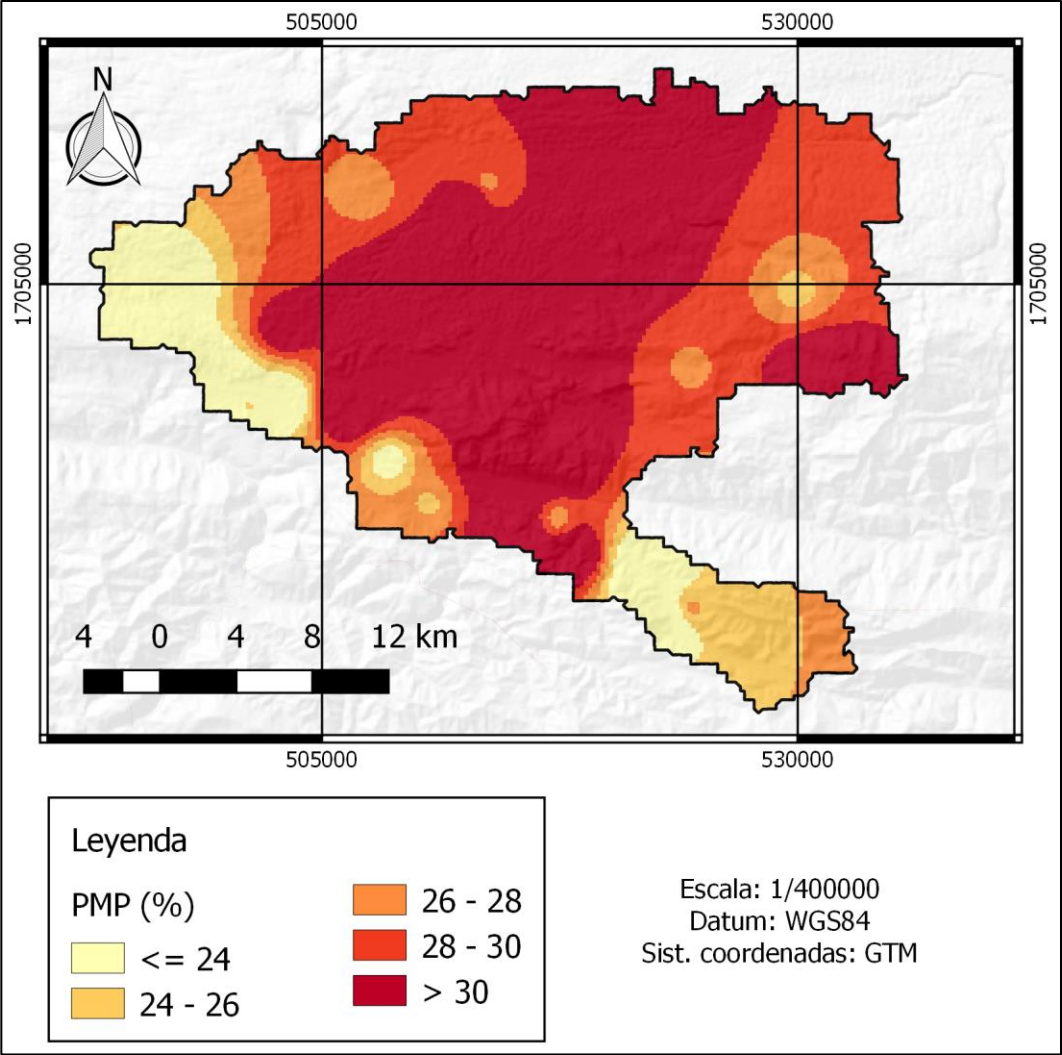 505000 530000
N
1705000 1705000
4 0 4 8 12 km
505000 530000
Leyenda
PMP (%)
<= 24
24 - 26
26 - 28
28 - 30
> 30
Escala: 1/400000
Datum: WGS84
Sist. coordenadas: GTM